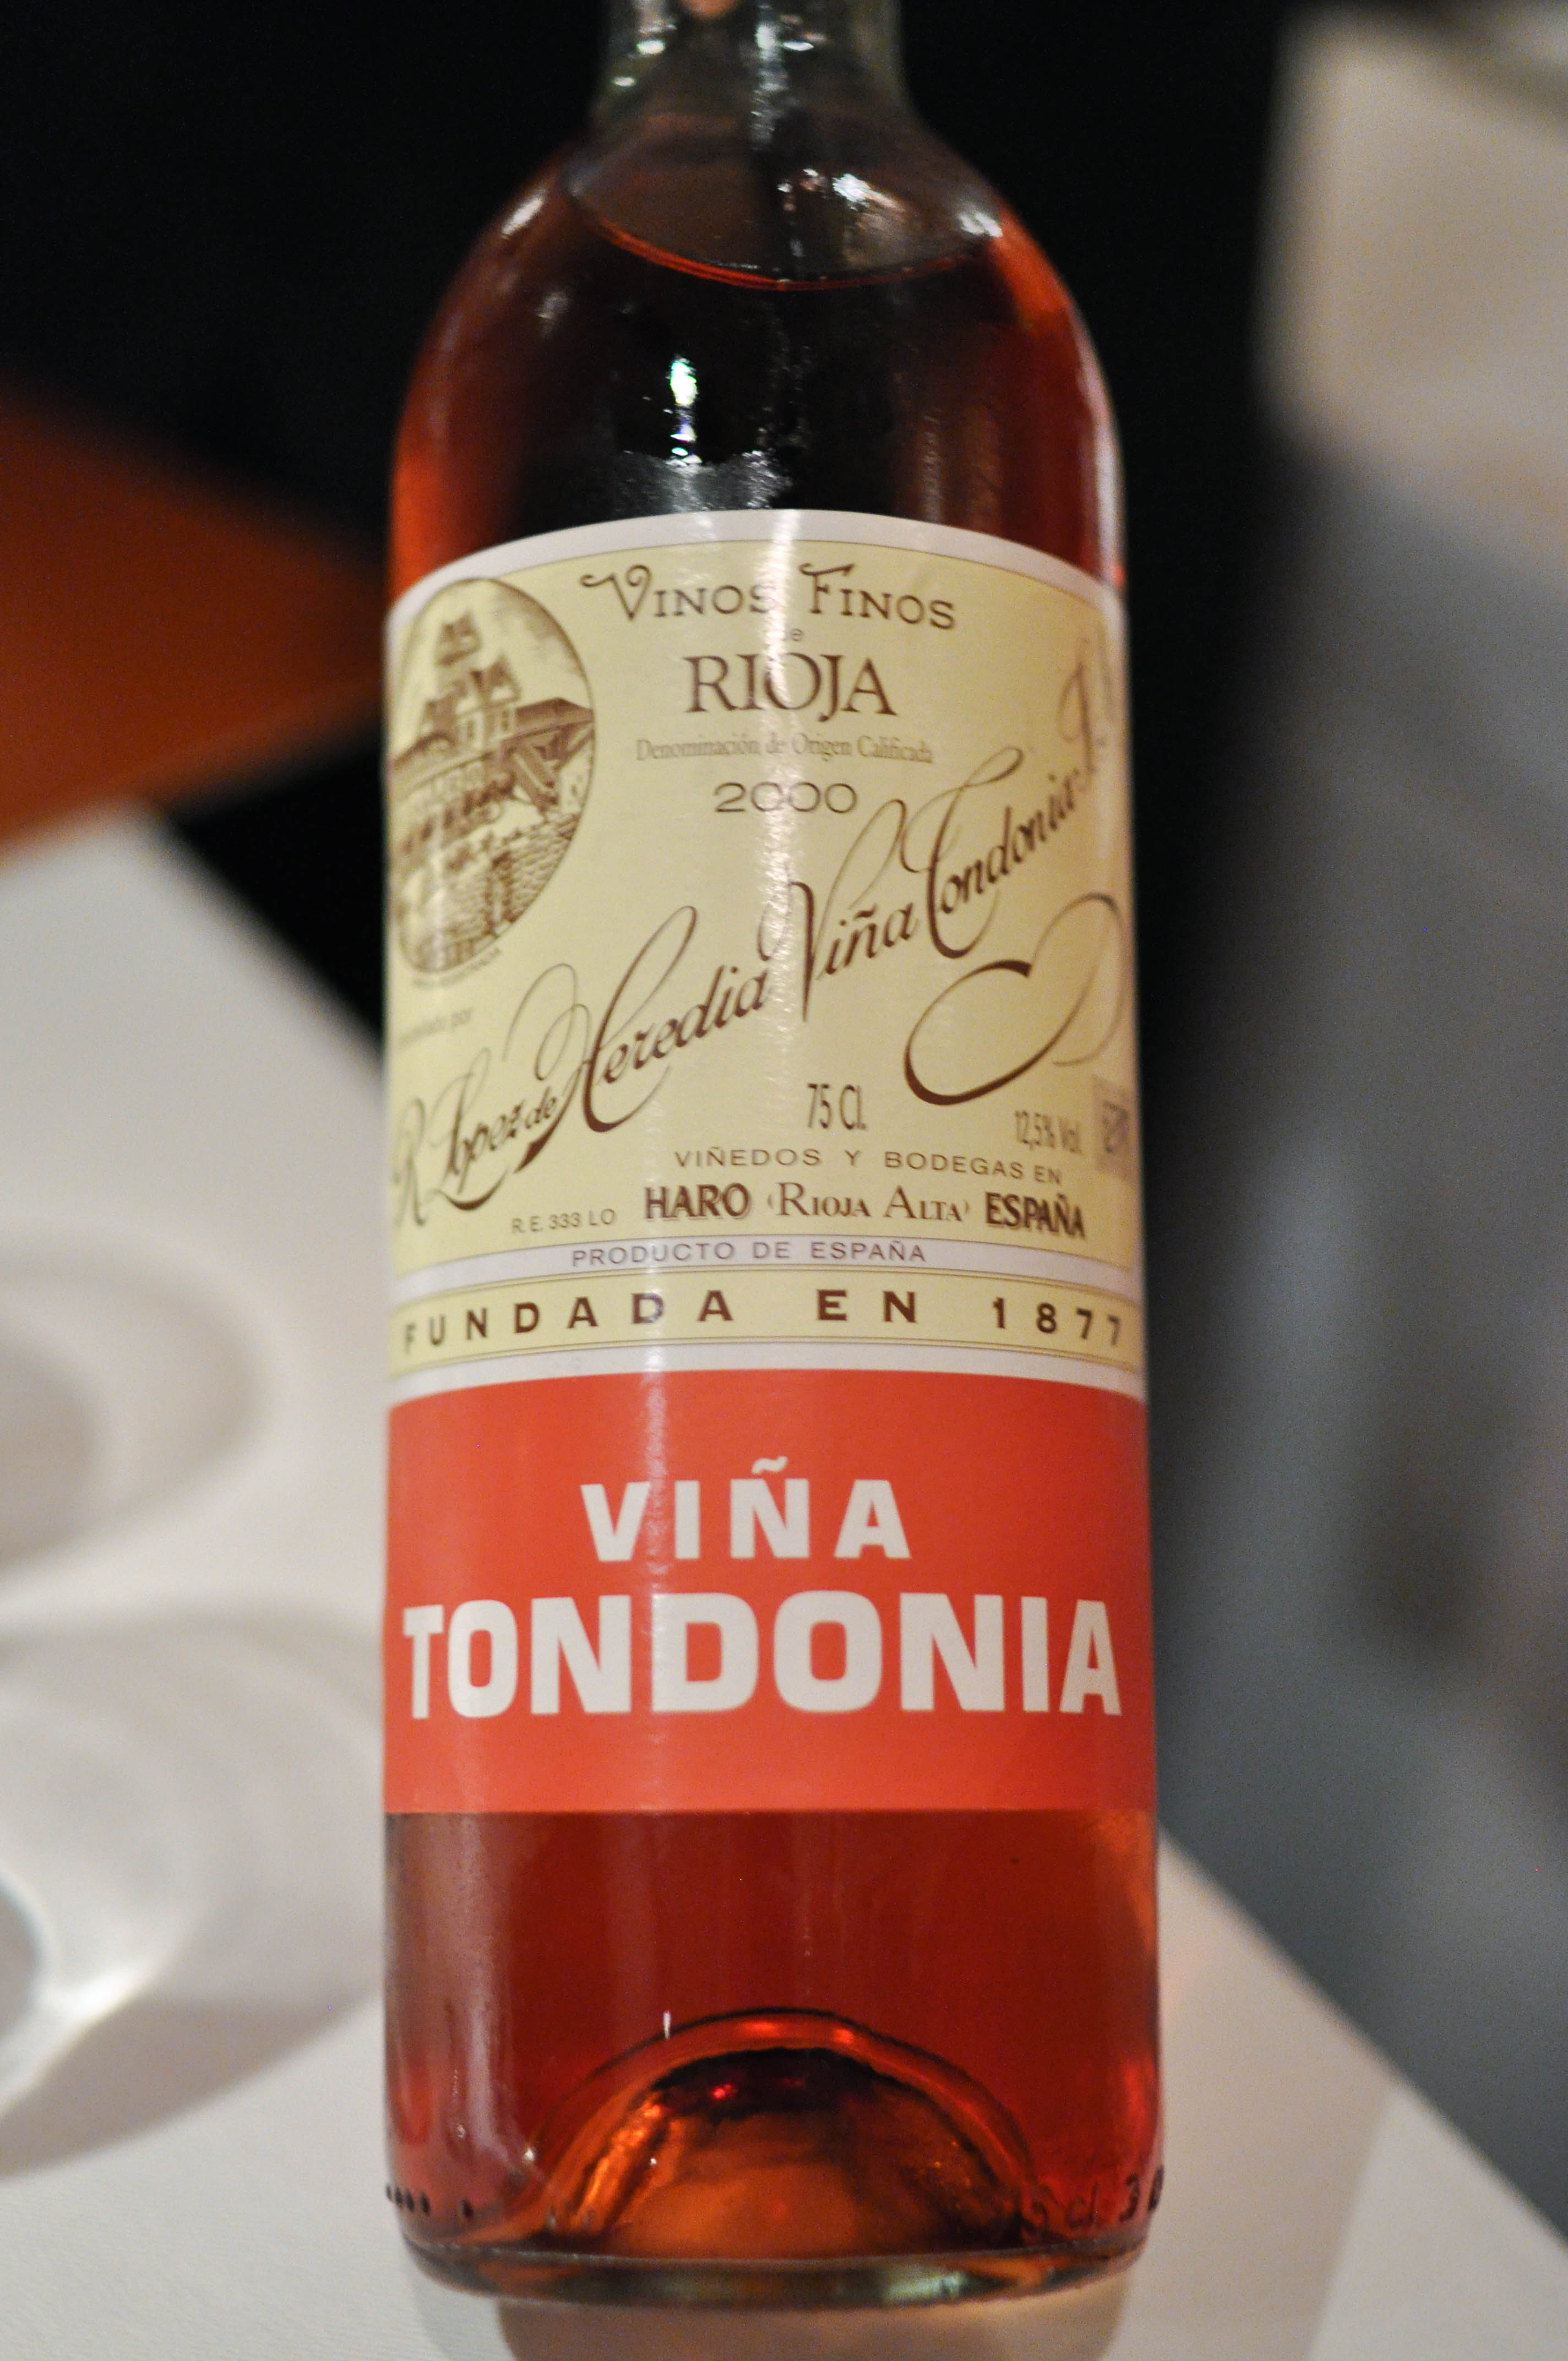 Vinos Finos
de
RIOJA
Denominación de Origen Calificada
2000
R. López de Heredia Viña Tondonia
75 Cl.
12,5% Vol.
VIÑEDOS Y BODEGAS EN
R.E. 333 LO HARO (RIOJA ALTA) ESPAÑA
PRODUCTO DE ESPAÑA
FUNDADA EN 1877
VIÑA
TONDONIA